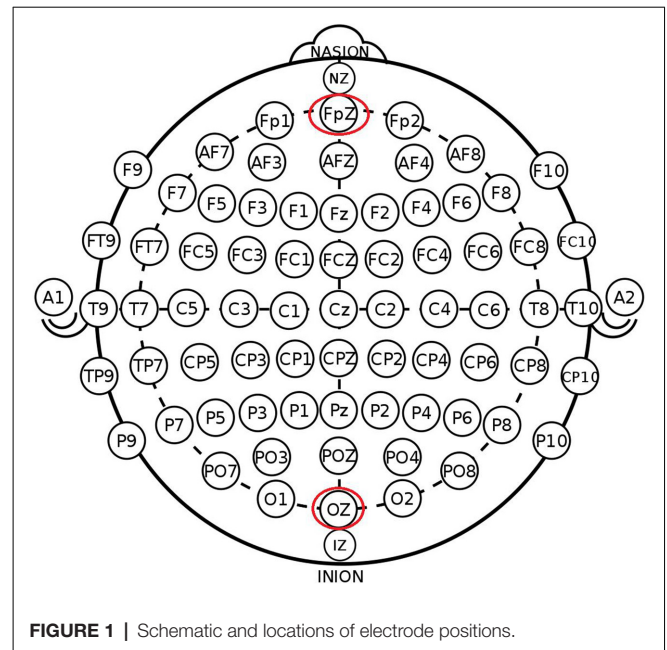 NASION
NZ
Fp1 FpZ Fp2
AF7 AF3 AFZ AF4 AF8
F9 F7 F5 F3 F1 Fz F2 F4 F6 F8 F10
FT9 FT7 FC5 FC3 FC1 FCZ FC2 FC4 FC6 FC8 FC10
A1 T9 T7 C5 C3 C1 Cz C2 C4 C6 T8 T10 A2
TP9 TP7 CP5 CP3 CP1 CPZ CP2 CP4 CP6 CP8 CP10
P9 P7 P5 P3 P1 Pz P2 P4 P6 P8 P10
PO7 PO3 POZ PO4 PO8
O1 OZ O2
IZ
INION
FIGURE 1 | Schematic and locations of electrode positions.